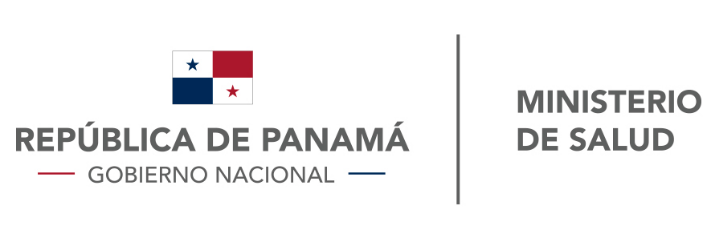 REPÚBLICA DE PANAMÁ
GOBIERNO NACIONAL
MINISTERIO
DE SALUD